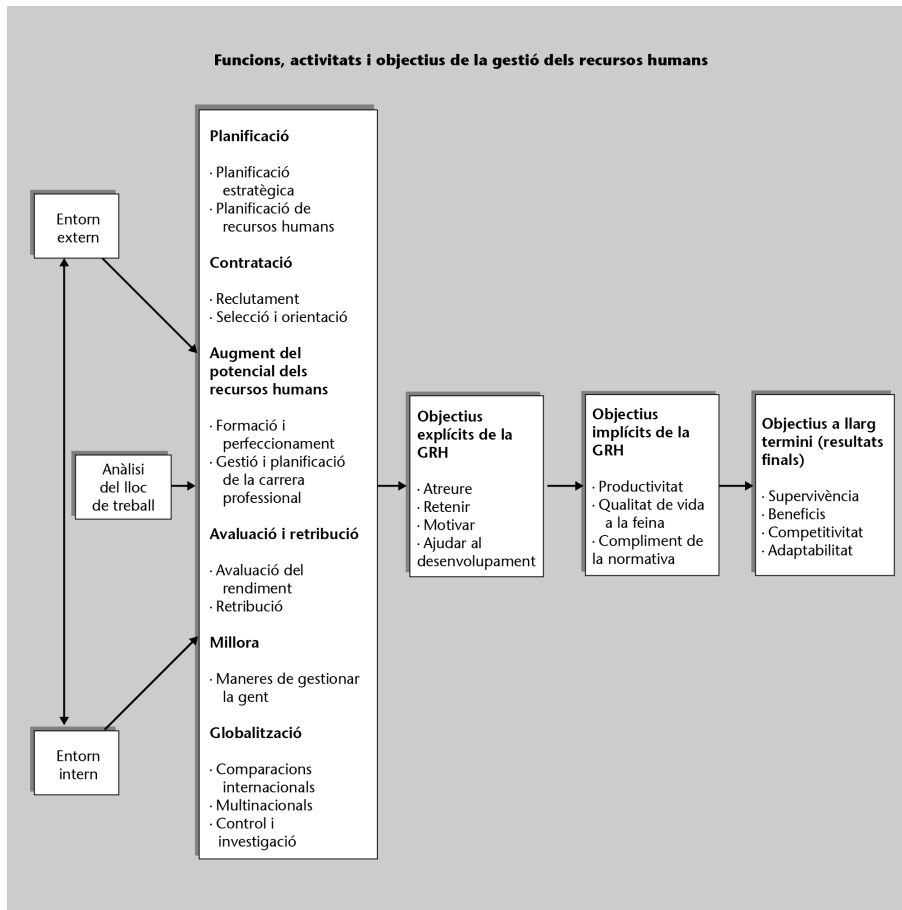 Funcions, activitats i objectius de la gestió dels recursos humans
Entorn
extern
Anàlisi
del lloc
de treball
Entorn
intern
Planificació
· Planificació
estratègica
· Planificació de
recursos humans
Contratació
· Reclutament
· Selecció i orientació
Augment del
potencial dels
recursos humans
· Formació i
perfeccionament
· Gestió i planificació
de la carrera
professional
Avaluació i retribució
· Avaluació del
rendiment
· Retribució
Millora
· Maneres de gestionar
la gent
Globalització
· Comparacions
internacionals
· Multinacionals
· Control i
investigació
Objectius
explícits de la
GRH
· Atreure
· Retenir
· Motivar
· Ajudar al
desenvolupament
Objectius
implícits de la
GRH
· Productivitat
· Qualitat de vida
a la feina
· Compliment de
la normativa
Objectius a llarg
termini (resultats
finals)
· Supervivència
· Beneficis
· Competitivitat
· Adaptabilitat